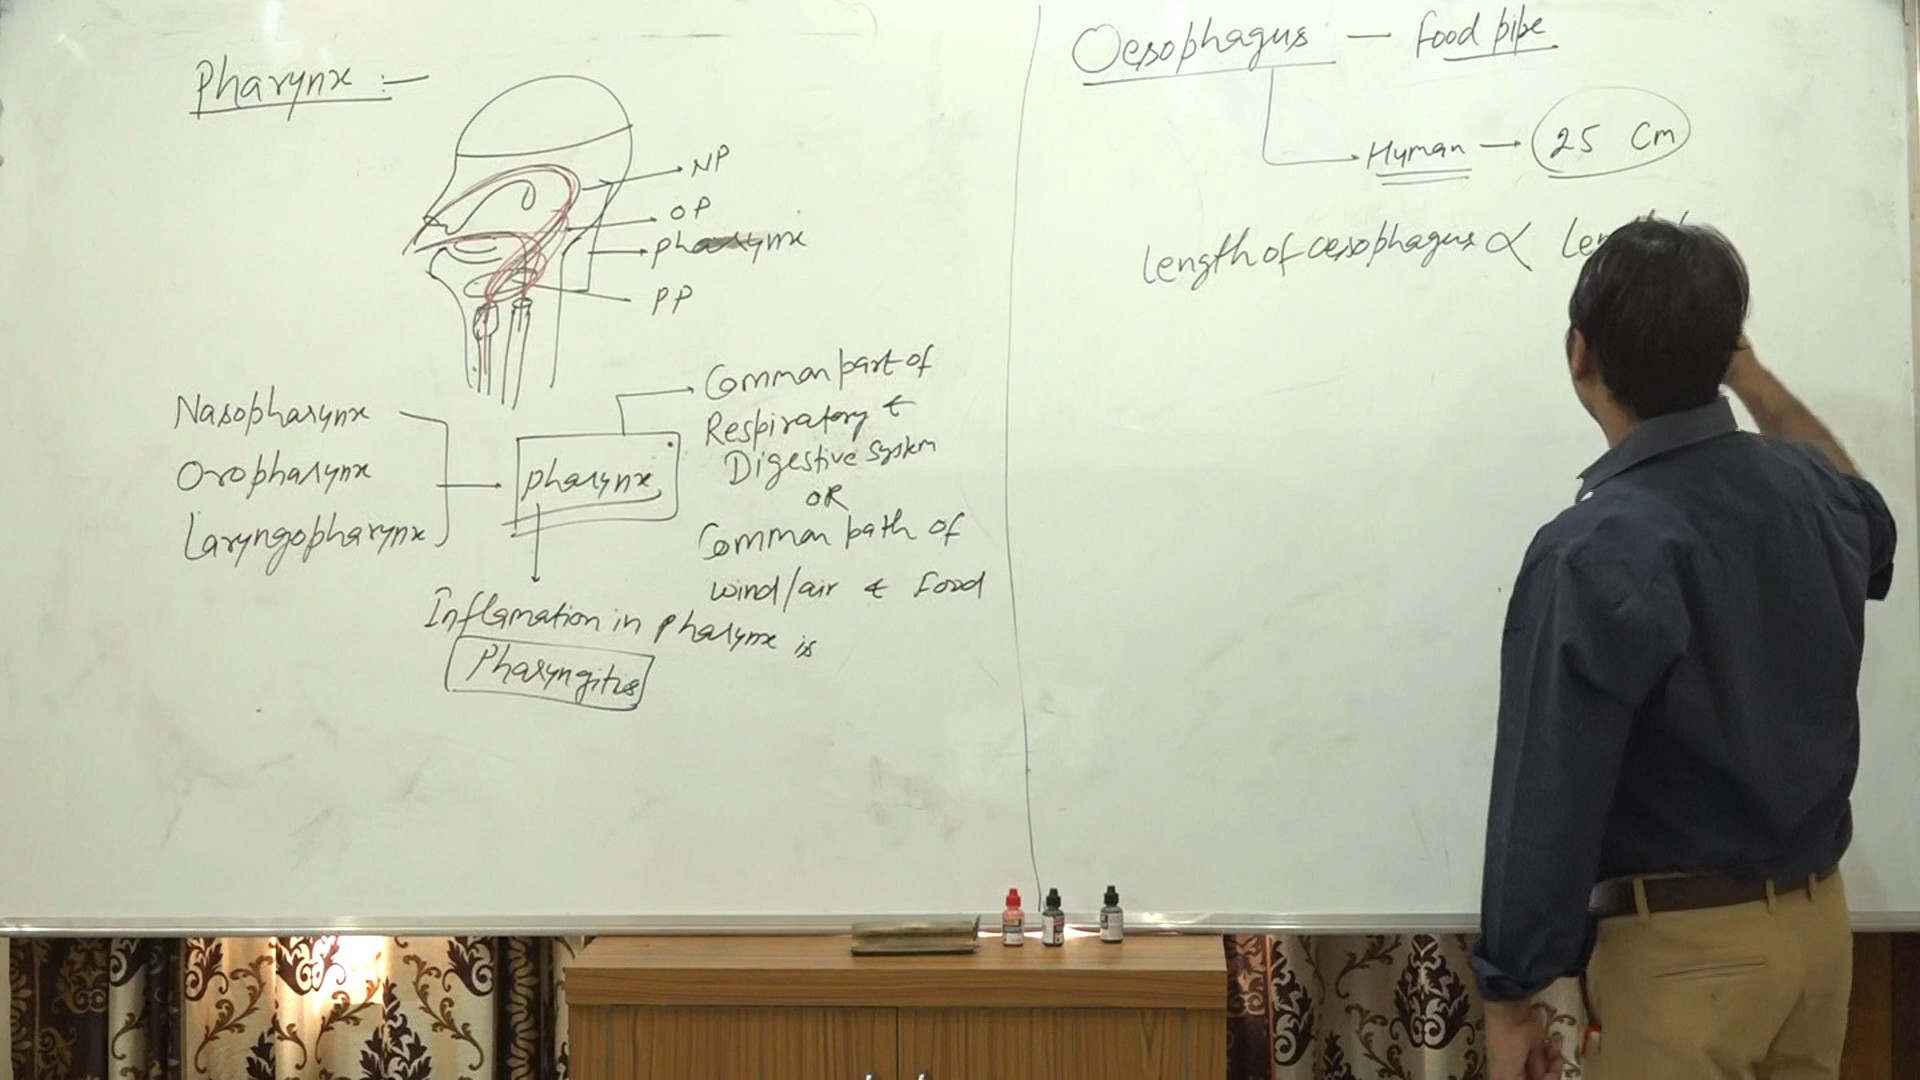 Pharynx :-
NP
OP
pharynx
PP
Nasopharynx
Oropharynx
Laryngopharynx
pharynx
Common part of
Respiratory &
Digestive system
OR
Common path of
wind/air & food
Inflamation in pharynx is
Pharyngitis
Oesophagus — food pipe
Human → 25 Cm
length of oesophagus ∝